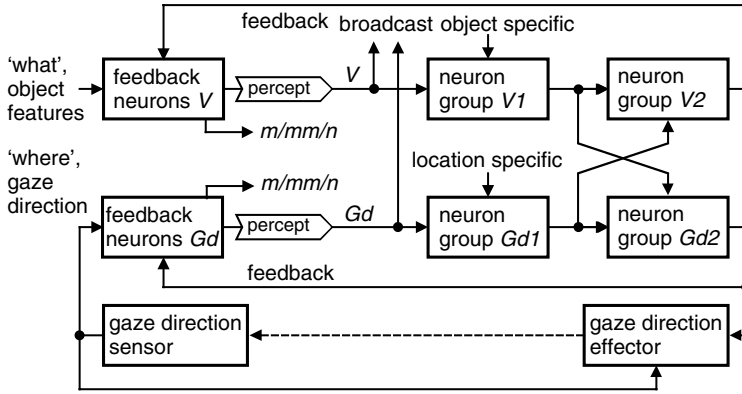 feedback
broadcast object specific
'what',
object
features
feedback
neurons V
percept
V
neuron
group V1
neuron
group V2
m/mm/n
'where',
gaze
direction
m/mm/n
location specific
feedback
neurons Gd
percept
Gd
neuron
group Gd1
neuron
group Gd2
feedback
gaze direction
sensor
gaze direction
effector